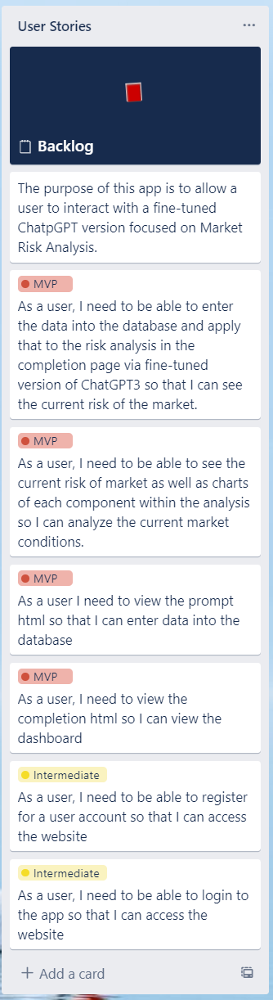 User Stories
Backlog
The purpose of this app is to allow a
user to interact with a fine-tuned
ChatpGPT version focused on Market
Risk Analysis.
MVP
As a user, I need to be able to enter
the data into the database and apply
that to the risk analysis in the
completion page via fine-tuned
version of ChatGPT3 so that I can see
the current risk of the market.
MVP
As a user, I need to be able to see the
current risk of market as well as charts
of each component within the analysis
so I can analyze the current market
conditions.
MVP
As a user I need to view the prompt
html so that I can enter data into the
database
MVP
As a user, I need to view the
completion html so I can view the
dashboard
Intermediate
As a user, I need to be able to register
for a user account so that I can access
the website
Intermediate
As a user, I need to be able to login to
the app so that I can access the
website
+ Add a card